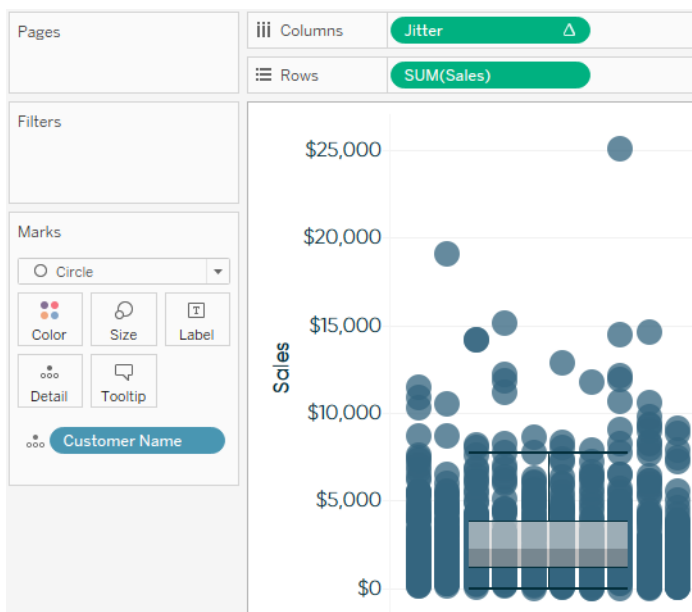 Pages
Columns
Jitter
Rows
SUM(Sales)
Filters
Marks
Circle
Color
Size
Label
Detail
Tooltip
Customer Name
Sales
$25,000
$20,000
$15,000
$10,000
$5,000
$0